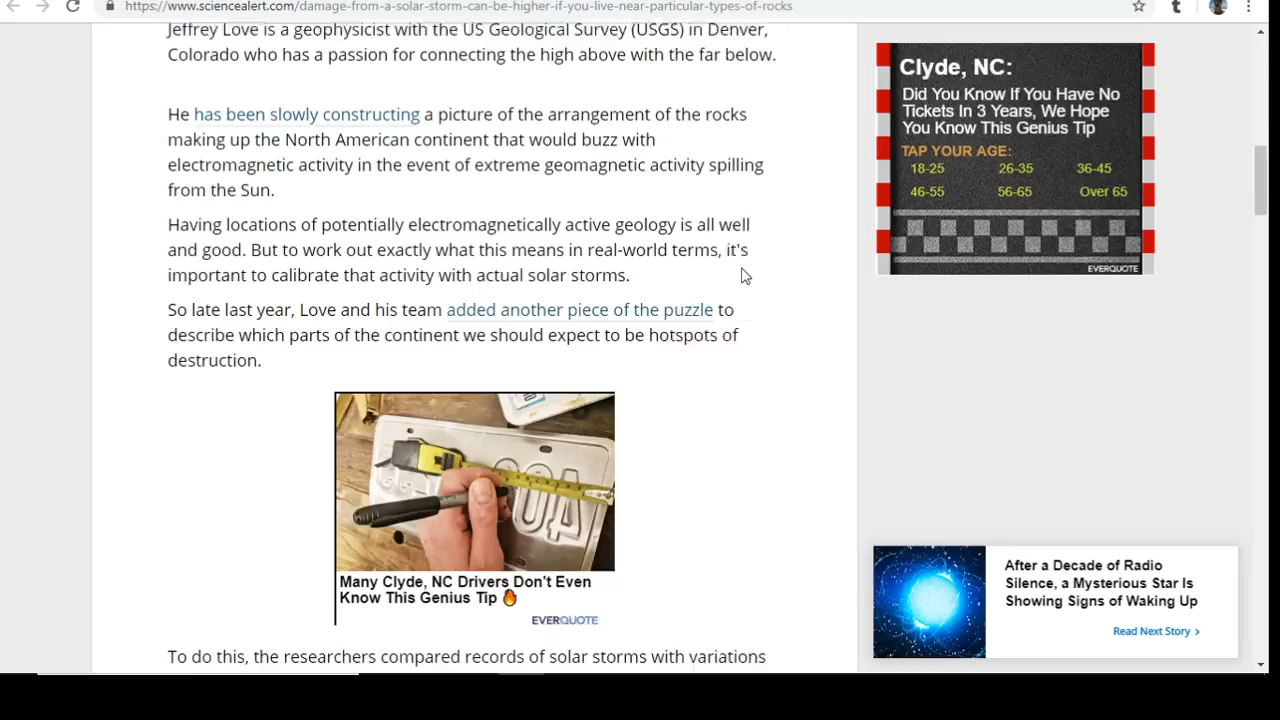 https://www.sciencealert.com/damage-from-a-solar-storm-can-be-higher-if-you-live-near-particular-types-of-rocks
Jeffrey Love is a geophysicist with the US Geological Survey (USGS) in Denver,
Colorado who has a passion for connecting the high above with the far below.
He has been slowly constructing a picture of the arrangement of the rocks
making up the North American continent that would buzz with
electromagnetic activity in the event of extreme geomagnetic activity spilling
from the Sun.
Having locations of potentially electromagnetically active geology is all well
and good. But to work out exactly what this means in real-world terms, it's
important to calibrate that activity with actual solar storms.
So late last year, Love and his team added another piece of the puzzle to
describe which parts of the continent we should expect to be hotspots of
destruction.
Many Clyde, NC Drivers Don't Even
Know This Genius Tip 🔥
EVERQUOTE
To do this, the researchers compared records of solar storms with variations
Clyde, NC:
Did You Know If You Have No
Tickets In 3 Years, We Hope
You Know This Genius Tip
TAP YOUR AGE:
18-25 26-35 36-45
46-55 56-65 Over 65
EVERQUOTE
After a Decade of Radio
Silence, a Mysterious Star Is
Showing Signs of Waking Up
Read Next Story >